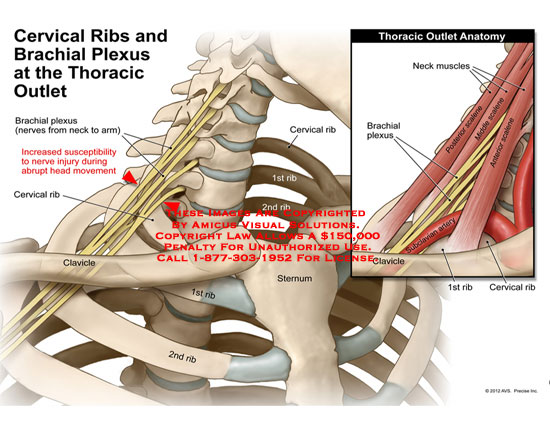 Cervical Ribs and
Brachial Plexus
at the Thoracic
Outlet
Brachial plexus
(nerves from neck to arm)
Increased susceptibility
to nerve injury during
abrupt head movement
Cervical rib
Clavicle
Cervical rib
1st rib
2nd rib
Sternum
1st rib
2nd rib
These Images Are Copyrighted
By Amicus Visual Solutions.
Copyright Law Allows A $150,000
Penalty For Unauthorized Use.
Call 1-877-303-1952 For License.
Thoracic Outlet Anatomy
Neck muscles
Brachial
plexus
Posterior scalene
Middle scalene
Anterior scalene
Subclavian artery
Clavicle
1st rib
Cervical rib
© 2012 AVS. Precise Inc.